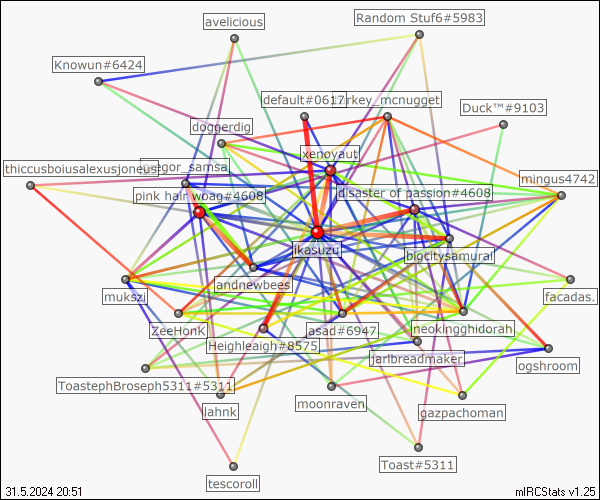 avelicious
Random Stuf6#5983
Knowun#6424
default#0617
turkey_mcnugget
Duck™#9103
doggerdig
xenoyaut
thiccusboiusalexusjoneus
gregor_samsa
mingus4742
pink hair woag#4608
disaster of passion#4608
ikasuzu
biocitysamurai
andnewbees
mukszi
facadas.
ZeeHonK
asad#6947
neokingghidorah
Heighleaigh#8575
jarlbreadmaker
ogshroom
ToastephBroseph5311#5311
lahnk
moonraven
gazpachoman
Toast#5311
tescoroll
31.5.2024 20:51
mIRCStats v1.25